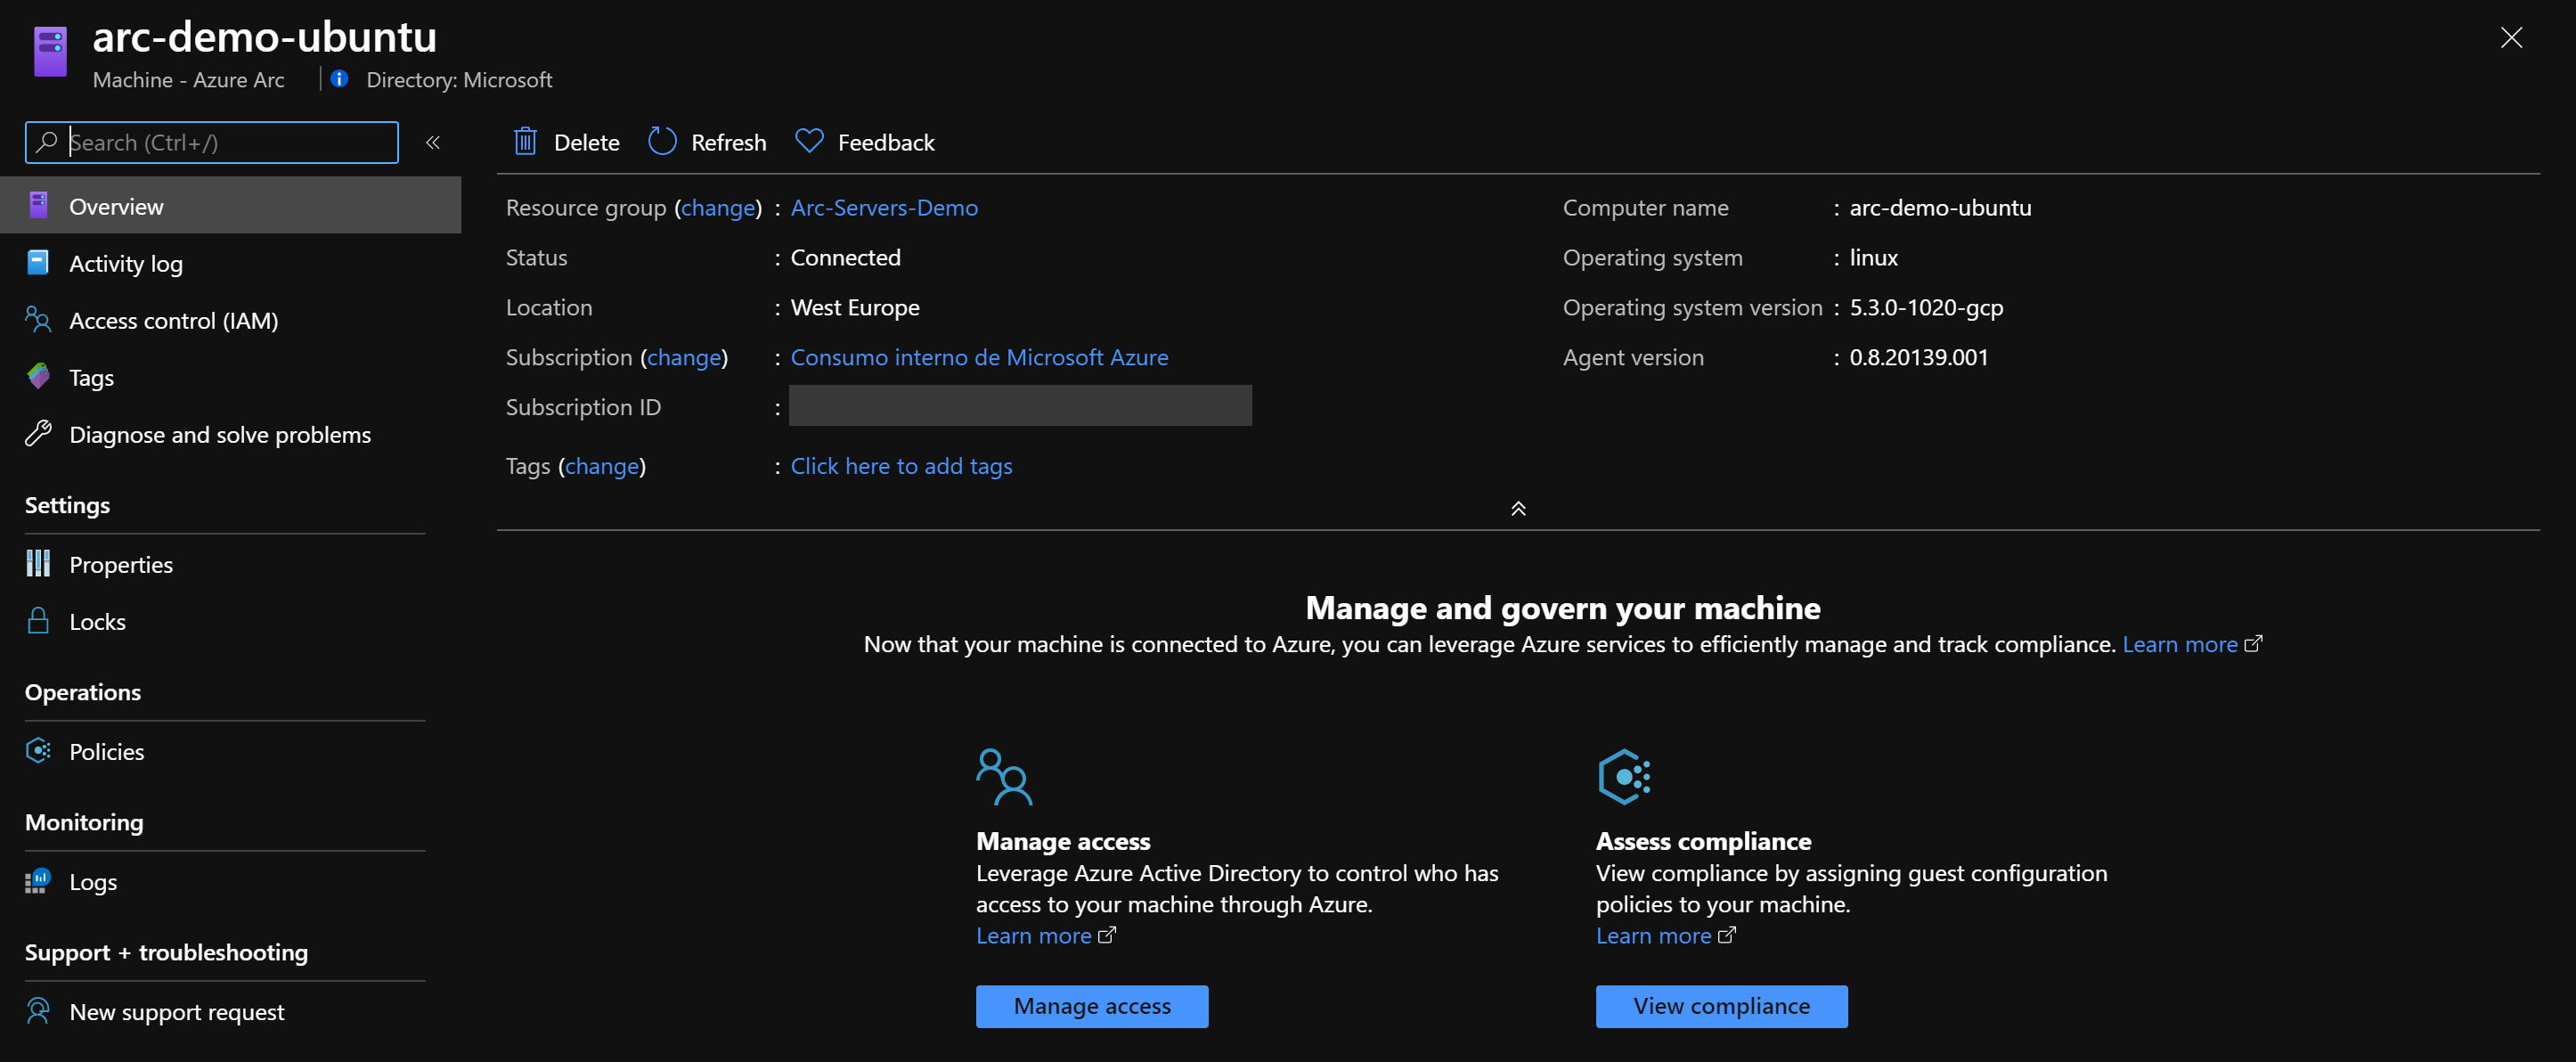 arc-demo-ubuntu
Machine - Azure Arc
Directory: Microsoft
Search (Ctrl+/)
Overview
Activity log
Access control (IAM)
Tags
Diagnose and solve problems
Settings
Properties
Locks
Operations
Policies
Monitoring
Logs
Support + troubleshooting
New support request
Delete Refresh Feedback
Resource group (change) : Arc-Servers-Demo
Status : Connected
Location : West Europe
Subscription (change) : Consumo interno de Microsoft Azure
Subscription ID :
Tags (change) : Click here to add tags
Computer name : arc-demo-ubuntu
Operating system : linux
Operating system version : 5.3.0-1020-gcp
Agent version : 0.8.20139.001
Manage and govern your machine
Now that your machine is connected to Azure, you can leverage Azure services to efficiently manage and track compliance. Learn more
Manage access
Leverage Azure Active Directory to control who has
access to your machine through Azure.
Learn more
Manage access
Assess compliance
View compliance by assigning guest configuration
policies to your machine.
Learn more
View compliance